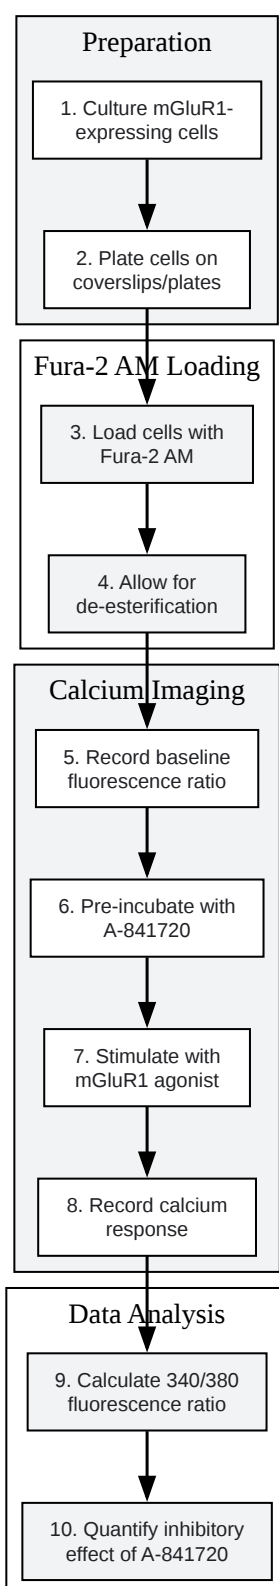 Preparation
1. Culture mGluR1-
expressing cells
2. Plate cells on
coverslips/plates
Fura-2 AM Loading
3. Load cells with
Fura-2 AM
4. Allow for
de-esterification
Calcium Imaging
5. Record baseline
fluorescence ratio
6. Pre-incubate with
A-841720
7. Stimulate with
mGluR1 agonist
8. Record calcium
response
Data Analysis
9. Calculate 340/380
fluorescence ratio
10. Quantify inhibitory
effect of A-841720